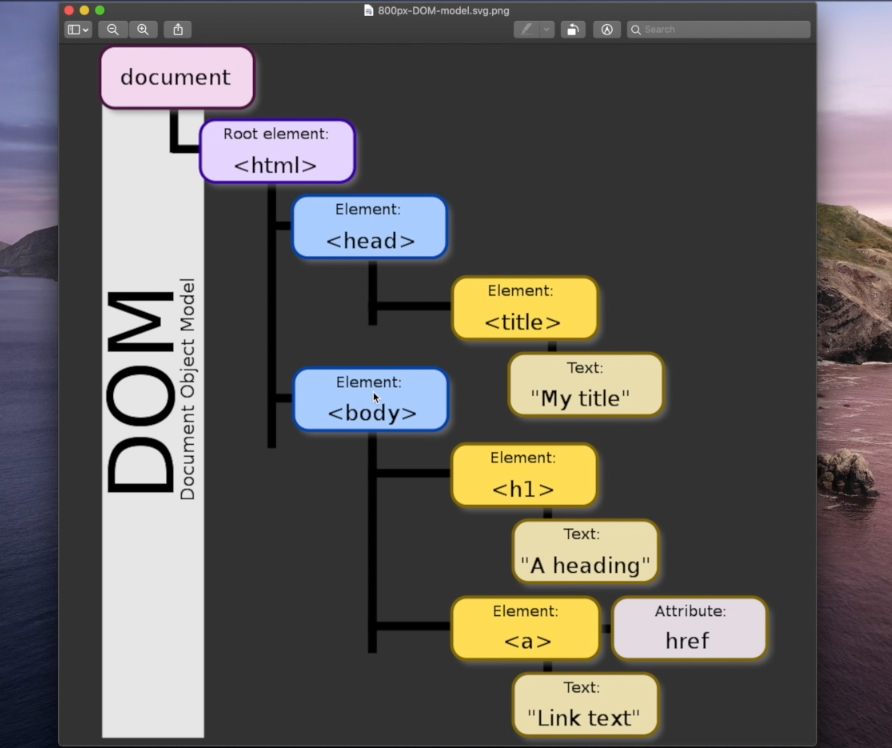 800px-DOM-model.svg.png
Search
document
Root element:
<html>
Element:
<head>
Element:
<title>
Text:
"My title"
Element:
<body>
Element:
<h1>
Text:
"A heading"
Element:
<a>
Attribute:
href
Text:
"Link text"
DOM
Document Object Model